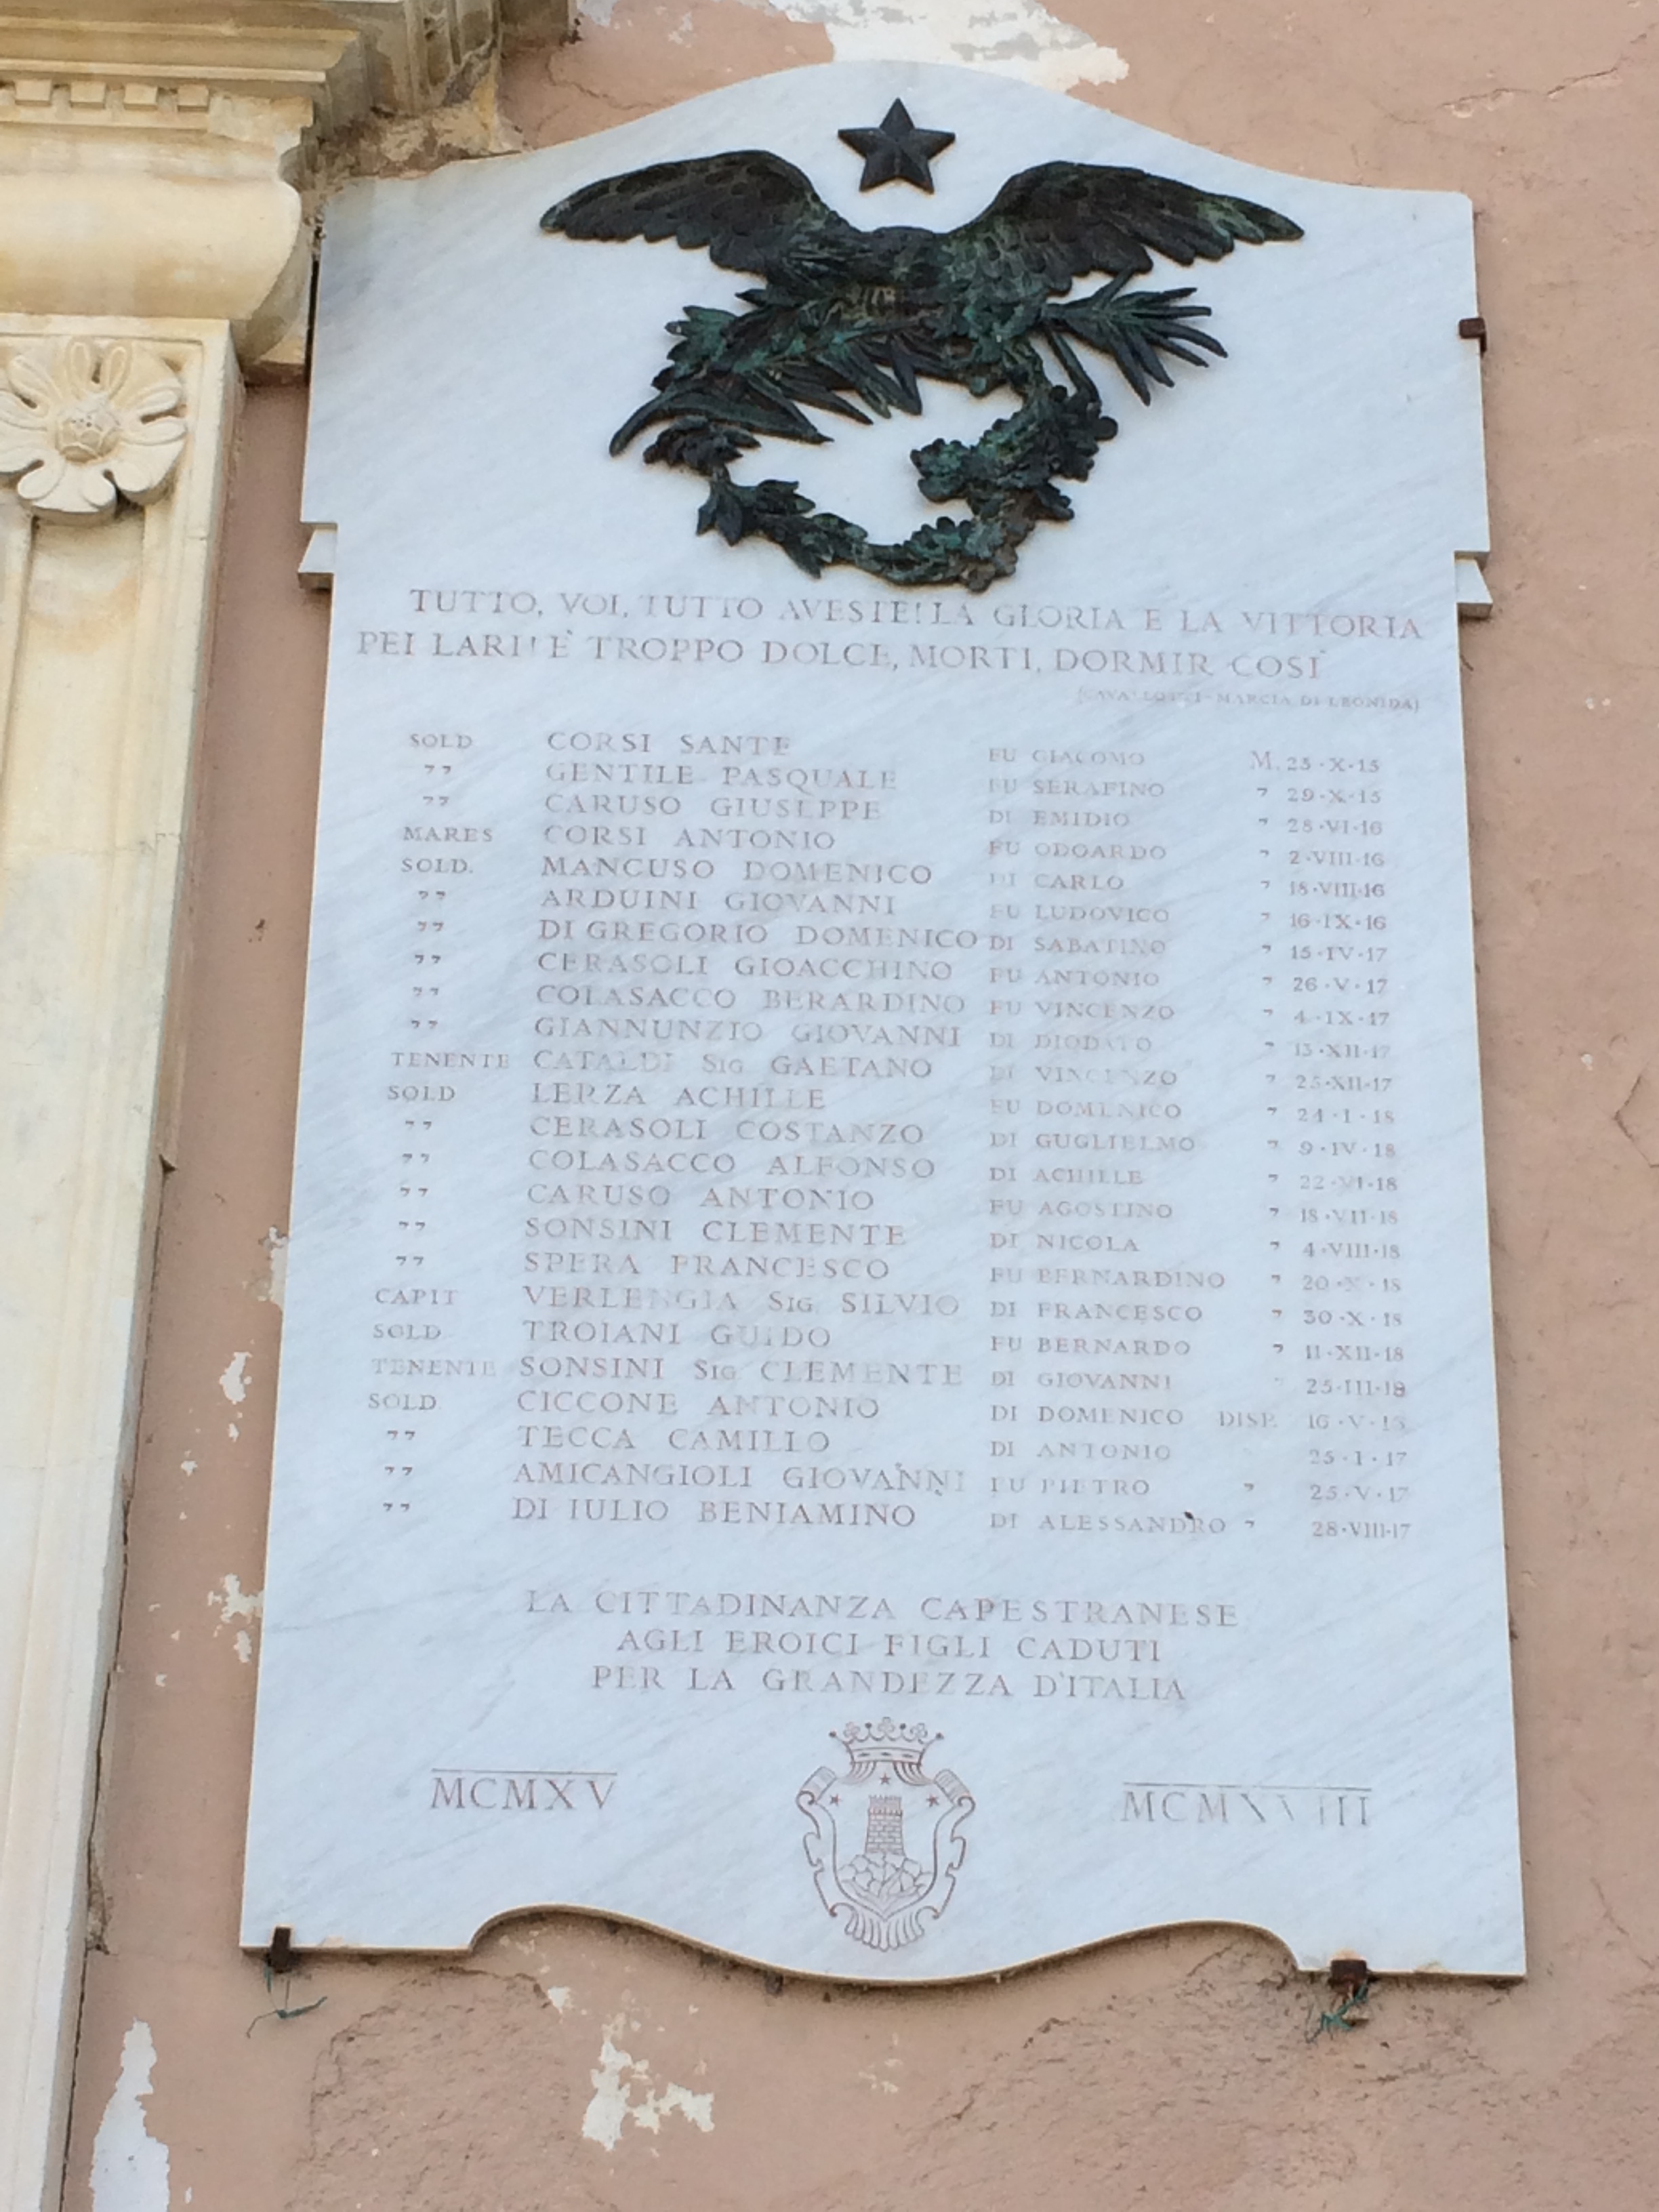 TUTTO, VOI, TUTTO AVESTE! LA GLORIA E LA VITTORIA
PEI LARI! È TROPPO DOLCE, MORTI, DORMIR COSÌ
(CAVALLOTTI-MARCIA DI LEONIDA)
SOLD CORSI SANTE FU GIACOMO M. 23·X·15
" GENTILE PASQUALE FU SERAFINO " 29·X·15
" CARUSO GIUSEPPE DI EMIDIO " 28·VI·16
MARES CORSI ANTONIO FU ODOARDO " 2·VIII·16
SOLD. MANCUSO DOMENICO DI CARLO " 18·VIII·16
" ARDUINI GIOVANNI FU LUDOVICO " 16·IX·16
" DI GREGORIO DOMENICO DI SABATINO " 15·IV·17
" CERASOLI GIOACCHINO FU ANTONIO " 26·V·17
" COLASACCO BERARDINO FU VINCENZO " 4·IX·17
" GIANNUNZIO GIOVANNI DI DIODATO " 13·XII·17
TENENTE CATALDI SIG GAETANO DI VINCENZO " 25·XII·17
SOLD LERZA ACHILLE FU DOMENICO " 24·1·18
" CERASOLI COSTANZO DI GUGLIELMO " 9·IV·18
" COLASACCO ALFONSO DI ACHILLE " 22·VI·18
" CARUSO ANTONIO FU AGOSTINO " 18·VII·18
" SONSINI CLEMENTE DI NICOLA " 4·VIII·18
" SPERA FRANCESCO FU BERNARDINO " 20·X·18
CAPIT VERLENGIA SIG. SILVIO DI FRANCESCO " 30·X·18
SOLD TROIANI GUIDO FU BERNARDO " 11·XII·18
TENENTE SONSINI SIG CLEMENTE DI GIOVANNI " 25·III·18
SOLD CICCONE ANTONIO DI DOMENICO DISP. 16·V·
" TECCA CAMILLO DI ANTONIO 25·1·17
" AMICANGIOLI GIOVANNI FU PIETRO " 25·V·17
" DI IULIO BENIAMINO DI ALESSANDRO " 28·VIII·17
LA CITTADINANZA CAPESTRANESE
AGLI EROICI FIGLI CADUTI
PER LA GRANDEZZA D'ITALIA
MCMXV MCMXVIII